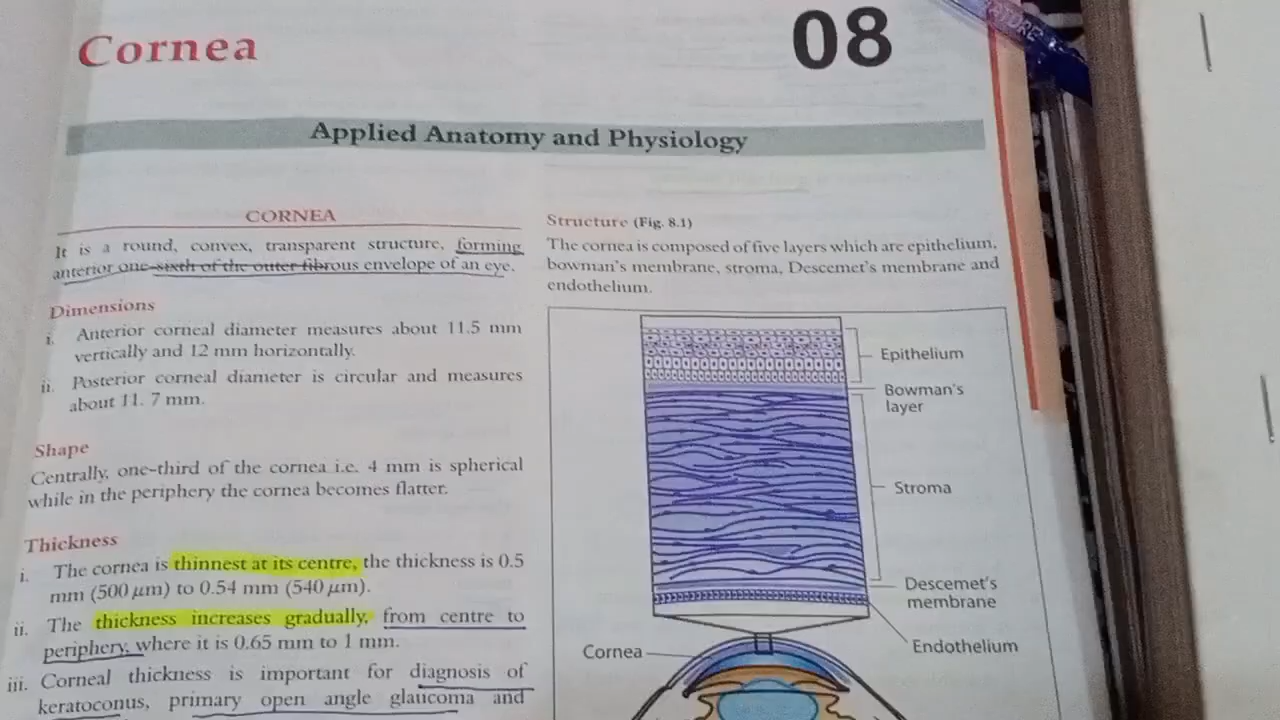 Cornea
08
Applied Anatomy and Physiology
CORNEA
It is a round, convex, transparent structure, forming
anterior one-sixth of the outer fibrous envelope of an eye.
Dimensions
i. Anterior corneal diameter measures about 11.5 mm
vertically and 12 mm horizontally.
ii. Posterior corneal diameter is circular and measures
about 11. 7 mm.
Shape
Centrally, one-third of the cornea i.e. 4 mm is spherical
while in the periphery the cornea becomes flatter.
Thickness
i. The cornea is thinnest at its centre, the thickness is 0.5
mm (500 µm) to 0.54 mm (540 µm).
ii. The thickness increases gradually, from centre to
periphery, where it is 0.65 mm to 1 mm.
iii. Corneal thickness is important for diagnosis of
keratoconus, primary open angle glaucoma and
Structure (Fig. 8.1)
The cornea is composed of five layers which are epithelium,
bowman's membrane, stroma, Descemet's membrane and
endothelium.
Epithelium
Bowman's
layer
Stroma
Descemet's
membrane
Endothelium
Cornea